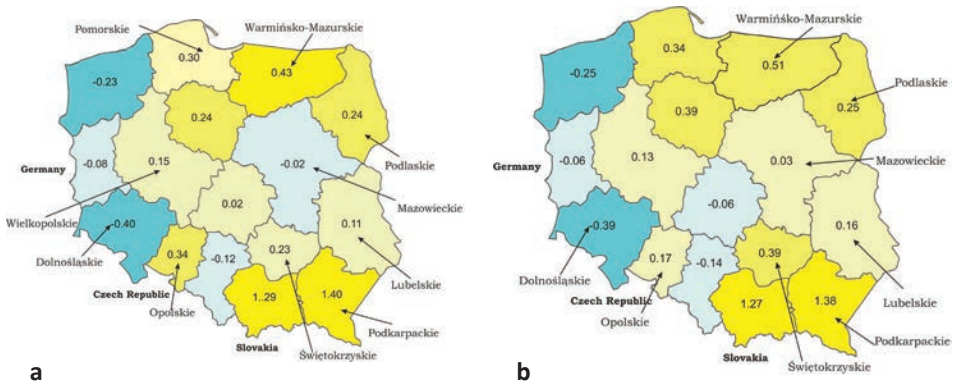 Pomorskie
Warmińsko-Mazurskie
0.30
0.43
-0.23
0.24
0.24
-0.08
0.15
-0.02
Germany
Podlaskie
Wielkopolskie
0.02
Mazowieckie
-0.40
0.11
0.23
Dolnośląskie
0.34
-0.12
Lubelskie
Czech Republic
Opolskie
1..29
1.40
Podkarpackie
Slovakia
Świętokrzyskie
a
Warmińśko-Mazurskie
0.34
0.51
-0.25
Podlaskie
0.39
0.25
-0.06
0.13
0.03
Mazowieckie
Germany
-0.06
0.16
-0.39
0.39
Dolnośląskie
0.17
-0.14
Lubelskie
Czech Republic
Opolskie
1.27
1.38
Podkarpackie
Slovakia
Świętokrzyskie
b